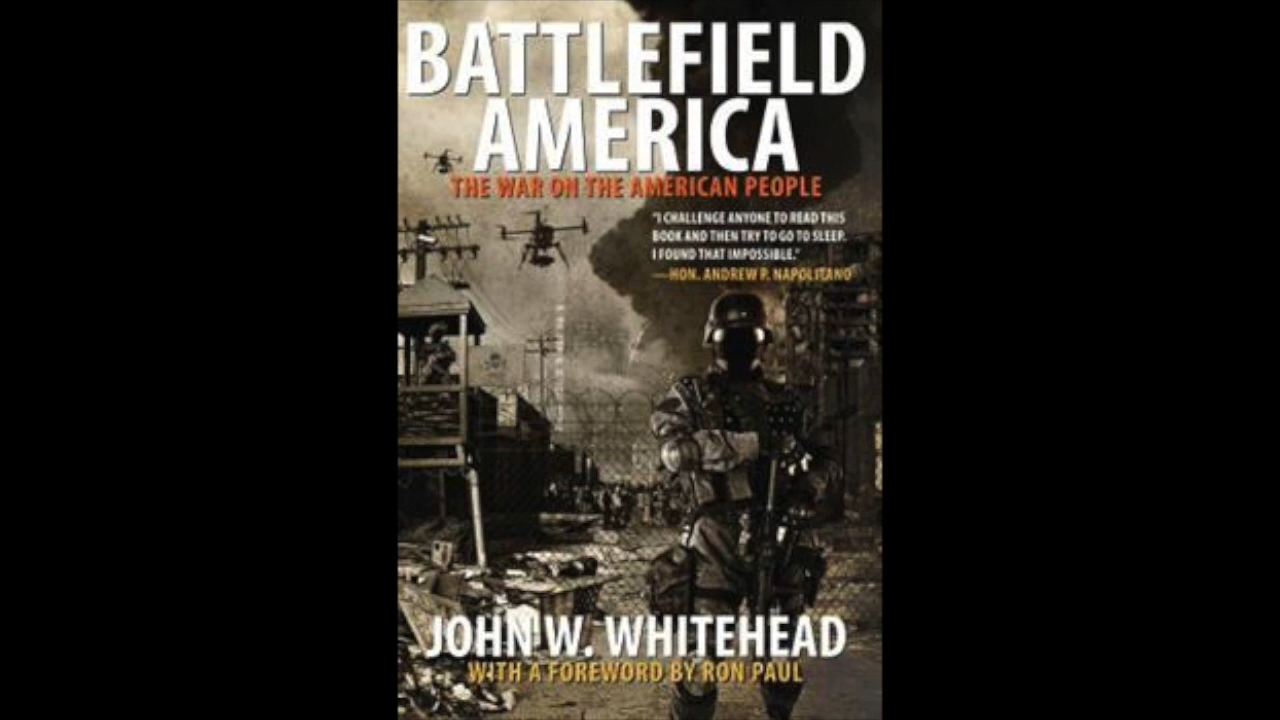 BATTLEFIELD
AMERICA
THE WAR ON THE AMERICAN PEOPLE
"I CHALLENGE ANYONE TO READ THIS
BOOK AND THEN TRY TO GO TO SLEEP.
I FOUND THAT IMPOSSIBLE."
—HON. ANDREW P. NAPOLITANO
JOHN W. WHITEHEAD
WITH A FOREWORD BY RON PAUL